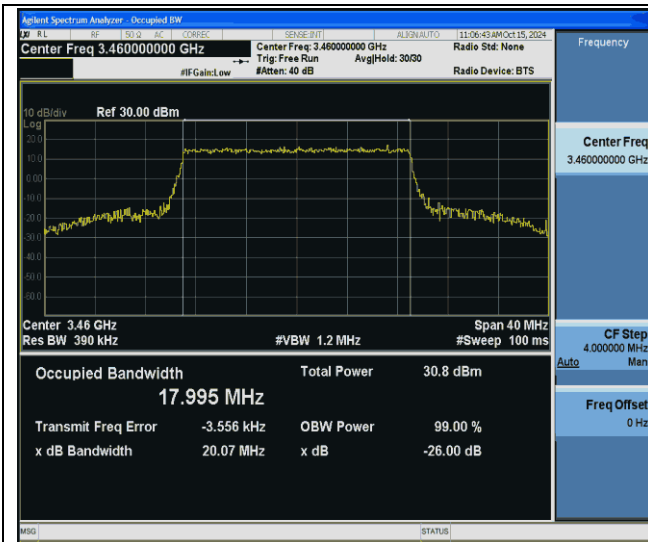 Agilent Spectrum Analyzer - Occupied BW
RL RF 50 Ω AC CORREC SENSE:INT ALIGNAUTO 11:06:43 AM Oct 15, 2024
Center Freq 3.460000000 GHz
Center Freq: 3.460000000 GHz
Radio Std: None
Trig: Free Run Avg|Hold: 30/30
#IFGain:Low
#Atten: 40 dB
Radio Device: BTS
Frequency
10 dB/div Ref 30.00 dBm
Log
20.0
10.0
0.00
-10.0
-20.0
-30.0
-40.0
-50.0
-60.0
Center Freq
3.460000000 GHz
Center 3.46 GHz
Span 40 MHz
Res BW 390 kHz
#VBW 1.2 MHz
#Sweep 100 ms
CF Step
4.000000 MHz
Auto Man
Occupied Bandwidth
17.995 MHz
Total Power 30.8 dBm
Transmit Freq Error -3.556 kHz
OBW Power 99.00 %
x dB Bandwidth 20.07 MHz
x dB -26.00 dB
Freq Offset
0 Hz
MSG
STATUS